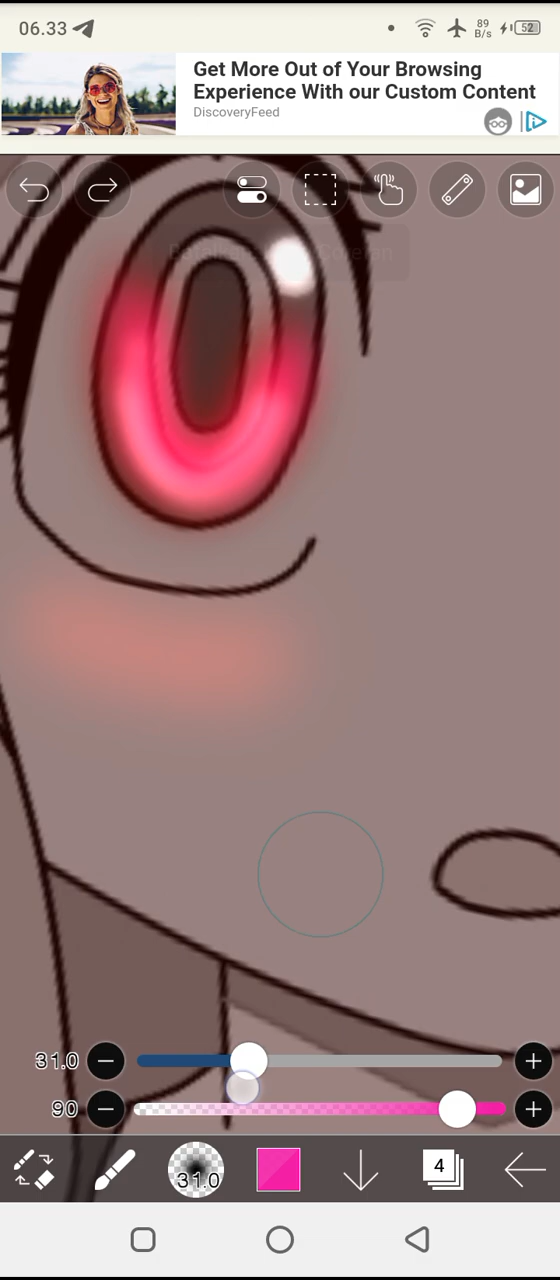 06.33
89
B/s
52
Get More Out of Your Browsing
Experience With our Custom Content
DiscoveryFeed
31.0
90
31.0
4